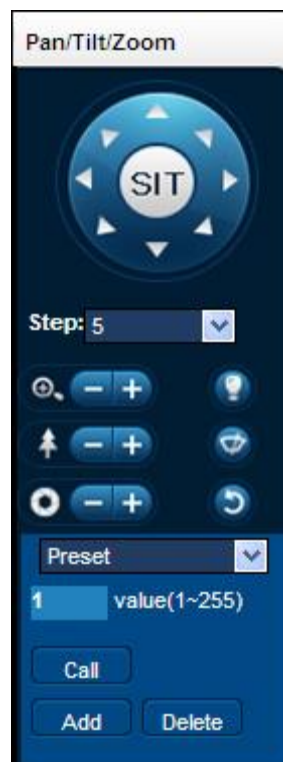 Pan/Tilt/Zoom
SIT
Step: 5
- +
- +
- +
Preset
1 value(1~255)
Call
Add Delete